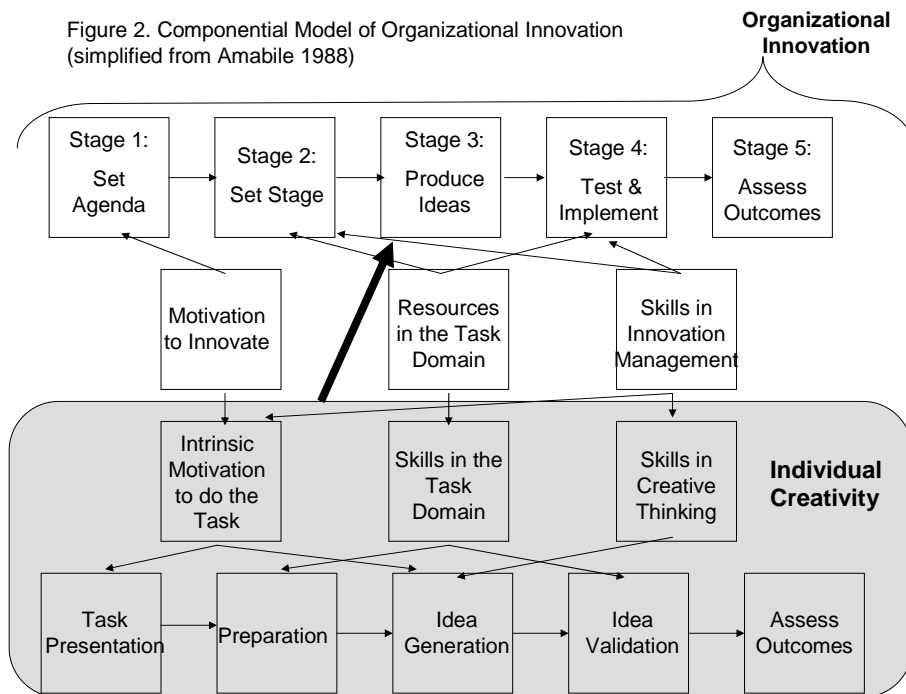 Figure 2. Componential Model of Organizational Innovation
(simplified from Amabile 1988)
Organizational
Innovation
Stage 1:
Set
Agenda
Stage 2:
Set Stage
Stage 3:
Produce
Ideas
Stage 4:
Test &
Implement
Stage 5:
Assess
Outcomes
Motivation
to Innovate
Resources
in the Task
Domain
Skills in
Innovation
Management
Intrinsic
Motivation
to do the
Task
Skills in the
Task
Domain
Skills in
Creative
Thinking
Individual
Creativity
Task
Presentation
Preparation
Idea
Generation
Idea
Validation
Assess
Outcomes